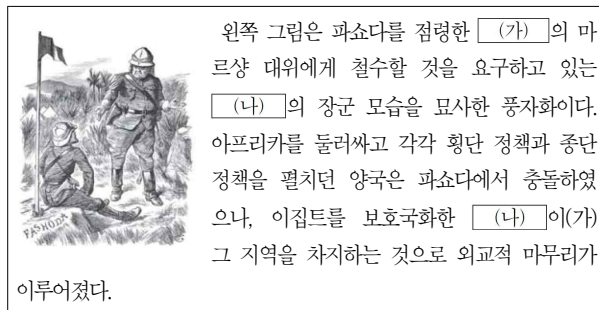 왼쪽 그림은 파쇼다를 점령한 (가) 의 마
르샹 대위에게 철수할 것을 요구하고 있는
(나) 의 장군 모습을 묘사한 풍자화이다.
아프리카를 둘러싸고 각각 횡단 정책과 종단
정책을 펼치던 양국은 파쇼다에서 충돌하였
으나, 이집트를 보호국화한 (나) 이(가)
그 지역을 차지하는 것으로 외교적 마무리가
이루어졌다.
FASHODA